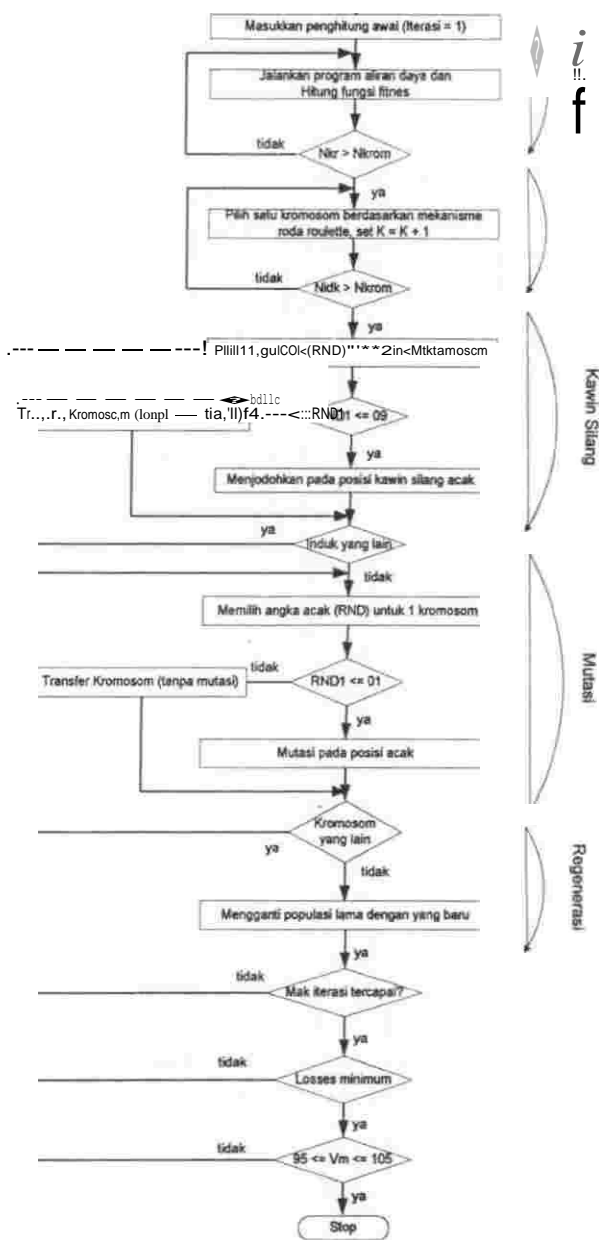 Masukkan penghitung awal (Iterasi = 1)
Jalankan program aliran daya dan
Hitung fungsi fitnes
tidak
Nkr > Nkrom
ya
Pilih satu kromosom berdasarkan mekanisme
roda roulette, set K = K + 1
tidak
Nidk > Nkrom
ya
(RND)
<= 09
ya
Menjodohkan pada posisi kawin silang acak
ya
Induk yang lain
tidak
Memilih angka acak (RND) untuk 1 kromosom
tidak
Transfer Kromosom (tanpa mutasi)
RND1 <= 01
ya
Mutasi pada posisi acak
Kromosom
yang lain
ya
tidak
Mengganti populasi lama dengan yang baru
ya
tidak
Mak iterasi tercapai?
ya
tidak
Losses minimum
ya
tidak
95 <= Vm <= 105
ya
Stop
Kawin Silang
Mutasi
Regenerasi